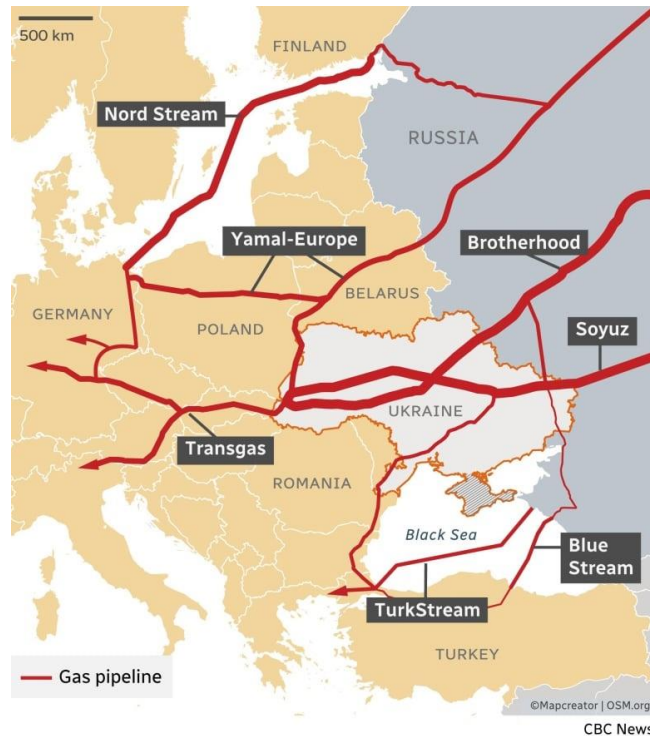 500 km
FINLAND
Nord Stream
RUSSIA
Yamal-Europe
Brotherhood
BELARUS
GERMANY
POLAND
Soyuz
UKRAINE
Transgas
ROMANIA
Black Sea
Blue
Stream
TurkStream
TURKEY
Gas pipeline
©Mapcreator | OSM.org
CBC News